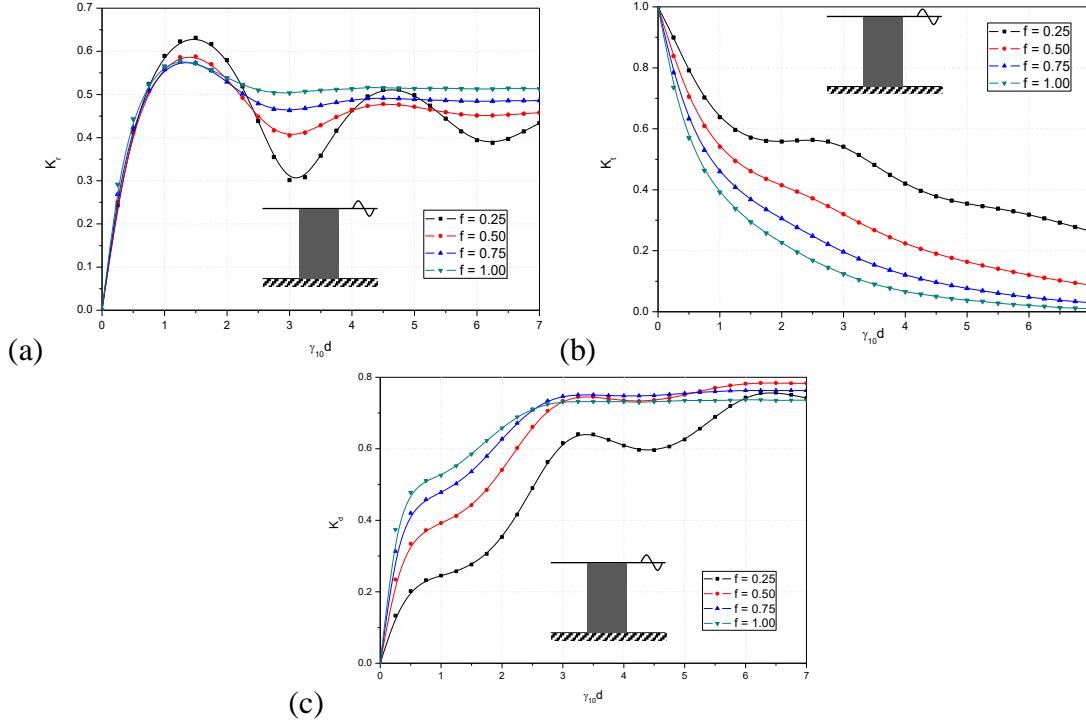 0.7
0.6
0.5
0.4
0.3
0.2
0.1
0.0
K_r
0 1 2 3 4 5 6 7
γ₁₀d
f = 0.25
f = 0.50
f = 0.75
f = 1.00
(a)
1.0
0.8
0.6
0.4
0.2
0.0
K_t
0 1 2 3 4 5 6
γ₁₀d
f = 0.25
f = 0.50
f = 0.75
f = 1.00
(b)
0.8
0.6
0.4
0.2
0.0
K_d
0 1 2 3 4 5 6 7
γ₁₀d
f = 0.25
f = 0.50
f = 0.75
f = 1.00
(c)